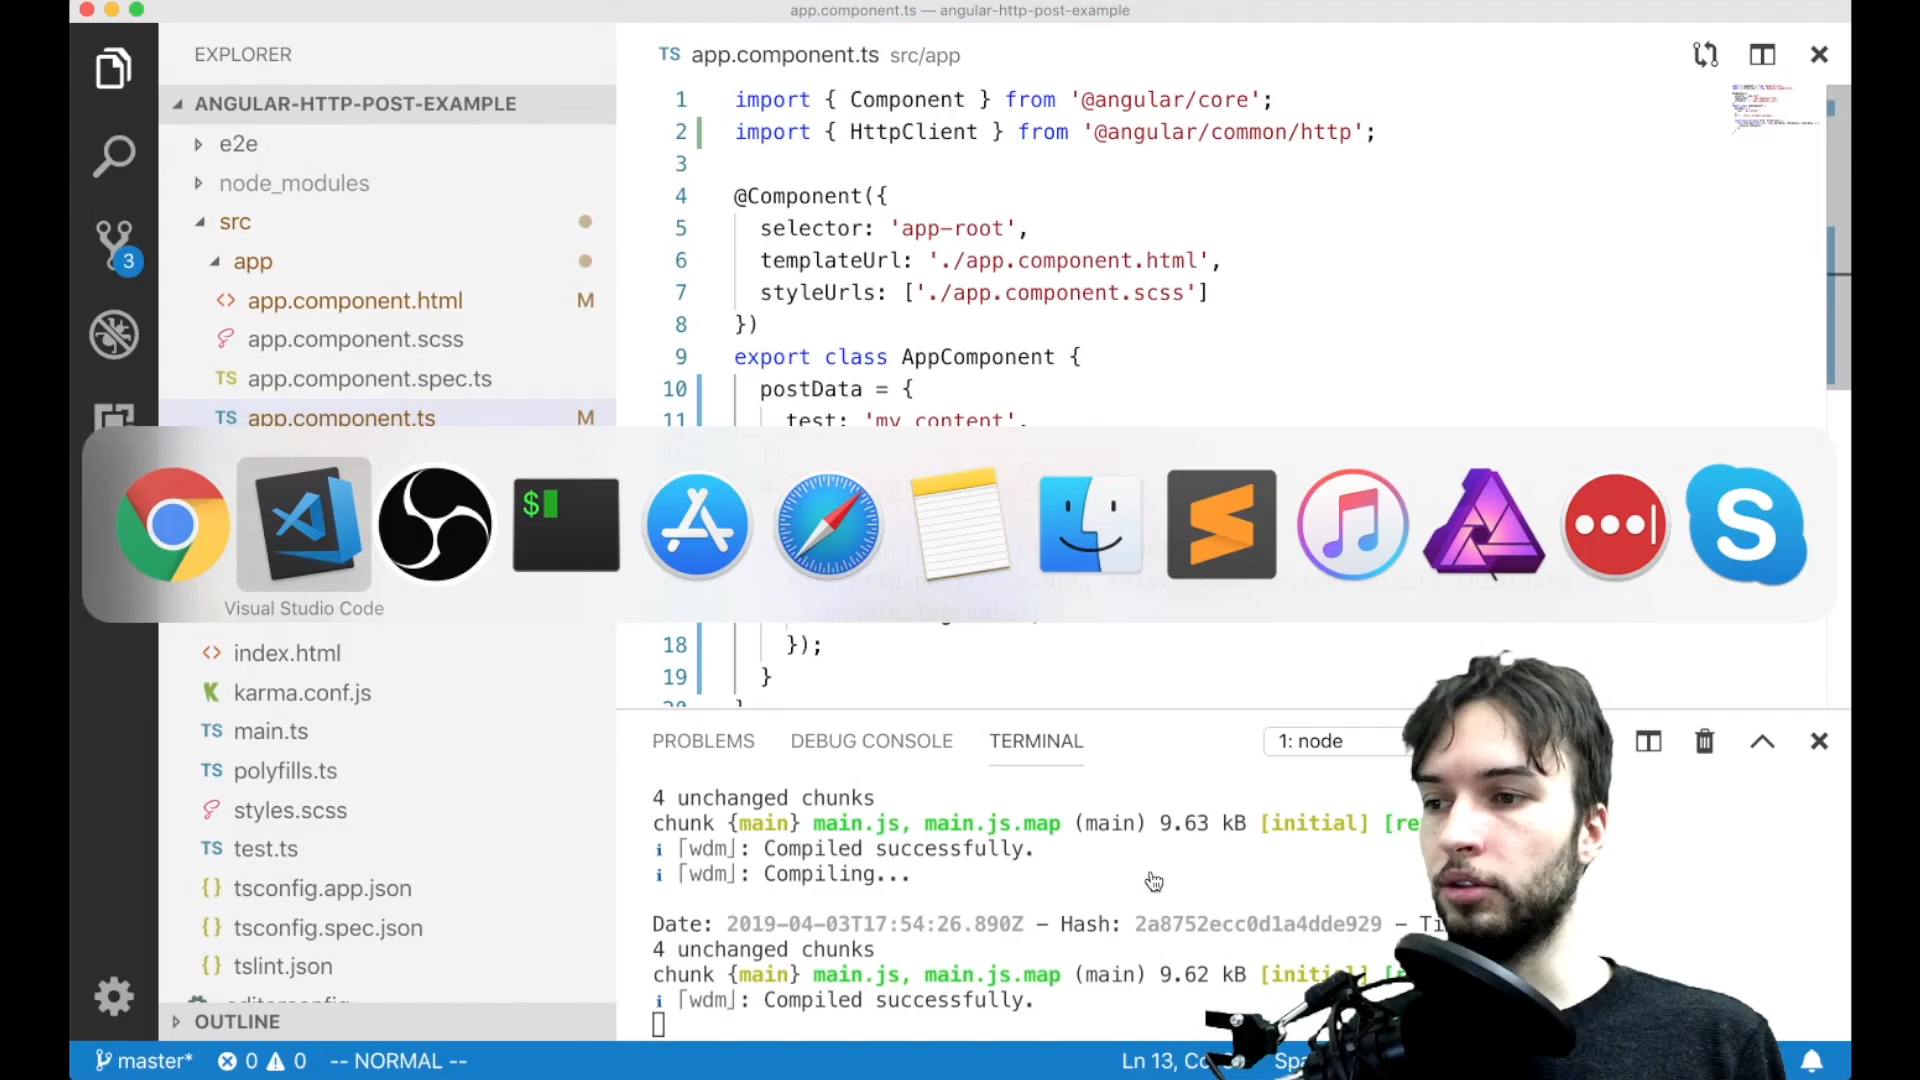 app.component.ts — angular-http-post-example
EXPLORER
ANGULAR-HTTP-POST-EXAMPLE
e2e
node_modules
src
app
<> app.component.html M
app.component.scss
TS app.component.spec.ts
TS app.component.ts M
<> index.html
K karma.conf.js
TS main.ts
TS polyfills.ts
styles.scss
TS test.ts
{} tsconfig.app.json
{} tsconfig.spec.json
{} tslint.json
OUTLINE
3
TS app.component.ts src/app
1 import { Component } from '@angular/core';
2 import { HttpClient } from '@angular/common/http';
3
4 @Component({
5 selector: 'app-root',
6 templateUrl: './app.component.html',
7 styleUrls: ['./app.component.scss']
8 })
9 export class AppComponent {
10 postData = {
11 test: 'my content',
$
S
Visual Studio Code
18 });
19 }
20 }
PROBLEMS DEBUG CONSOLE TERMINAL 1: node
4 unchanged chunks
chunk {main} main.js, main.js.map (main) 9.63 kB [initial] [re
i ｢wdm｣: Compiled successfully.
i ｢wdm｣: Compiling...
Date: 2019-04-03T17:54:26.890Z – Hash: 2a8752ecc0d1a4dde929 – Ti
4 unchanged chunks
chunk {main} main.js, main.js.map (main) 9.62 kB [initial] [r
i ｢wdm｣: Compiled successfully.
master* 0 0 -- NORMAL -- Ln 13, Co Spa